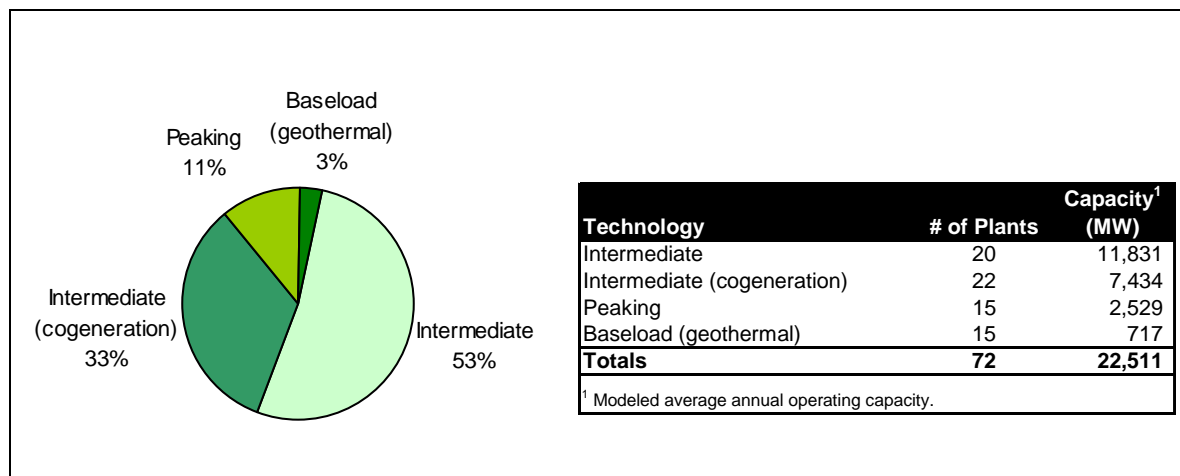 Baseload
(geothermal)
3%
Peaking
11%
Intermediate
(cogeneration)
33%
Intermediate
53%
Technology # of Plants Capacity¹ (MW)
Intermediate 20 11,831
Intermediate (cogeneration) 22 7,434
Peaking 15 2,529
Baseload (geothermal) 15 717
Totals 72 22,511
¹ Modeled average annual operating capacity.